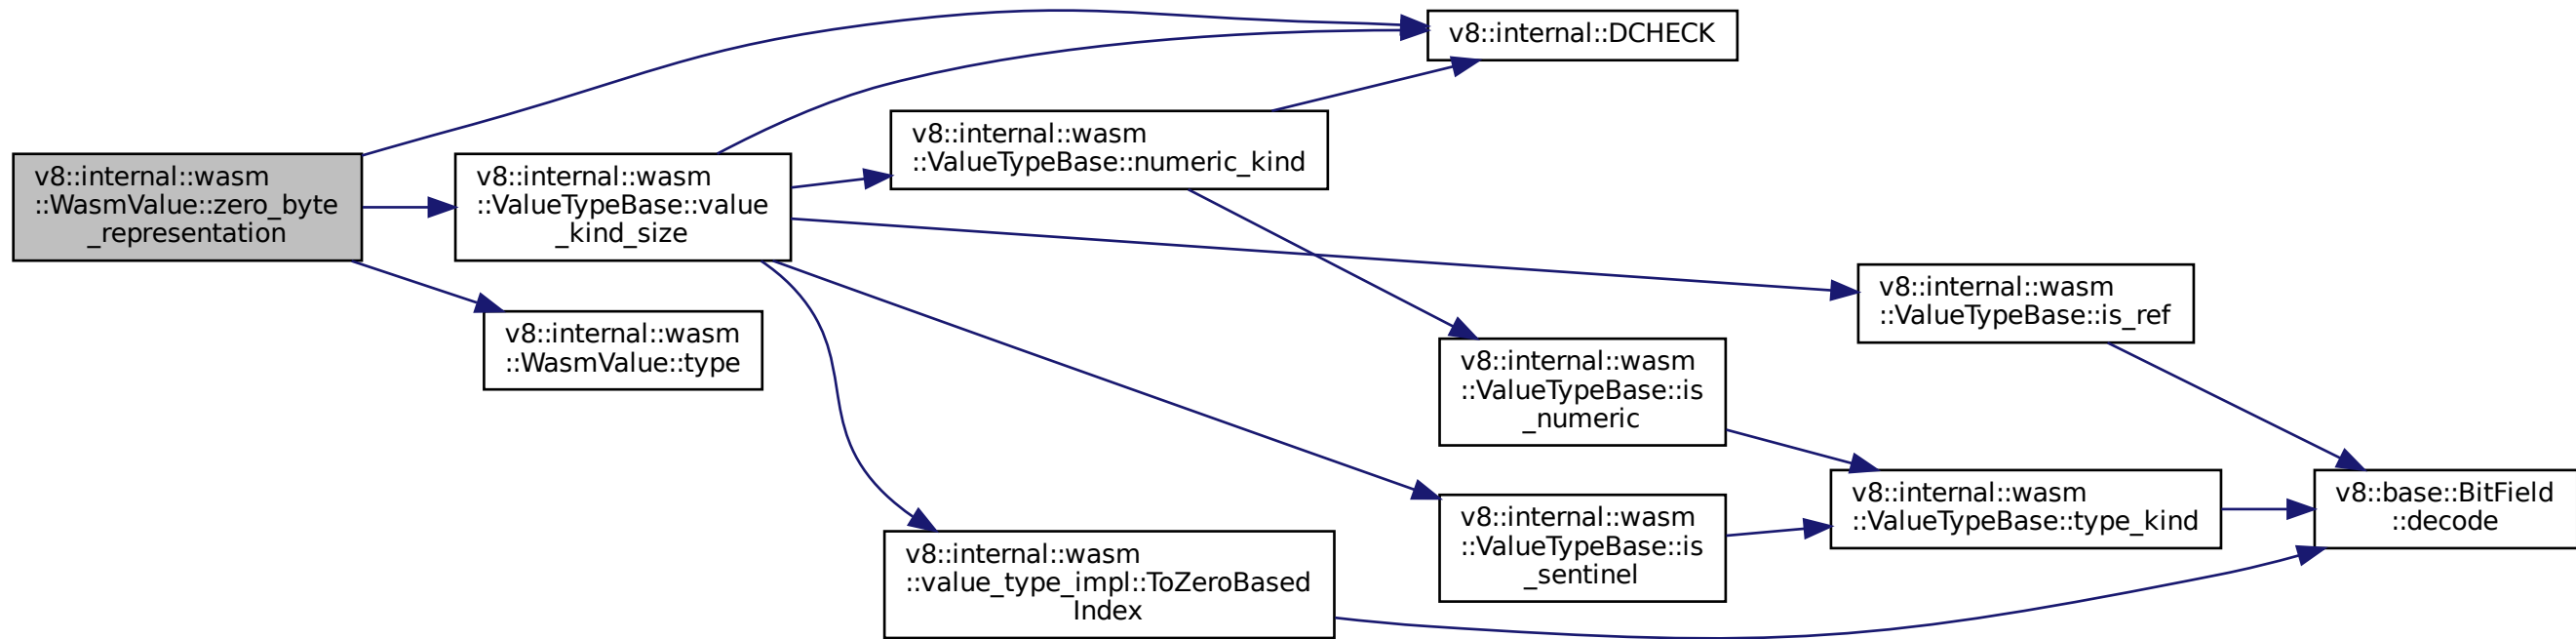 v8::internal::wasm
::WasmValue::zero_byte
_representation
v8::internal::DCHECK
v8::internal::wasm
::ValueTypeBase::value
_kind_size
v8::internal::wasm
::ValueTypeBase::numeric_kind
v8::internal::wasm
::WasmValue::type
v8::internal::wasm
::ValueTypeBase::is_ref
v8::internal::wasm
::ValueTypeBase::is
_numeric
v8::internal::wasm
::ValueTypeBase::is
_sentinel
v8::internal::wasm
::ValueTypeBase::type_kind
v8::base::BitField
::decode
v8::internal::wasm
::value_type_impl::ToZeroBased
Index